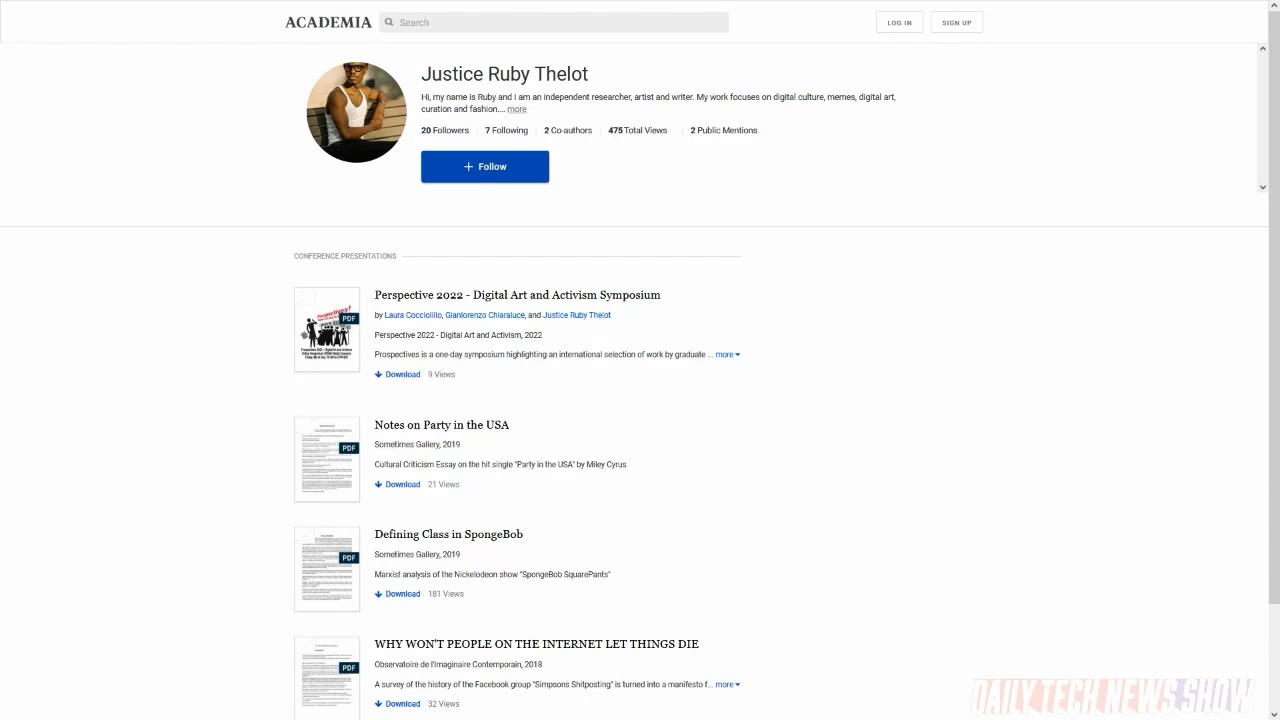 ACADEMIA
Search
LOG IN
SIGN UP
Justice Ruby Thelot
Hi, my name is Ruby and I am an independent researcher, artist and writer. My work focuses on digital culture, memes, digital art,
curation and fashion.... more
20 Followers 7 Following 2 Co-authors 475 Total Views 2 Public Mentions
+ Follow
CONFERENCE PRESENTATIONS
PDF
Perspective 2022 - Digital Art and Activism Symposium
by Laura Cocciolillo, Gianlorenzo Chiaraluce, and Justice Ruby Thelot
Perspective 2022 - Digital Art and Activism, 2022
Prospectives is a one-day symposium highlighting an international selection of work by graduate ... more
Download 9 Views
PDF
Notes on Party in the USA
Sometimes Gallery, 2019
Cultural Criticism Essay on the hit single "Party in the USA" by Miley Cyrus
Download 21 Views
PDF
Defining Class in SpongeBob
Sometimes Gallery, 2019
Marxist analysis of the Nickelodeon show "SpongeBob SquarePants"
Download 181 Views
PDF
WHY WON'T PEOPLE ON THE INTERNET LET THINGS DIE
Observatoire de l'Imaginaire Contemporain, 2018
A survey of the history of the Facebook group "Simpsons Wave" is turned into a manifesto f... more
Download 32 Views